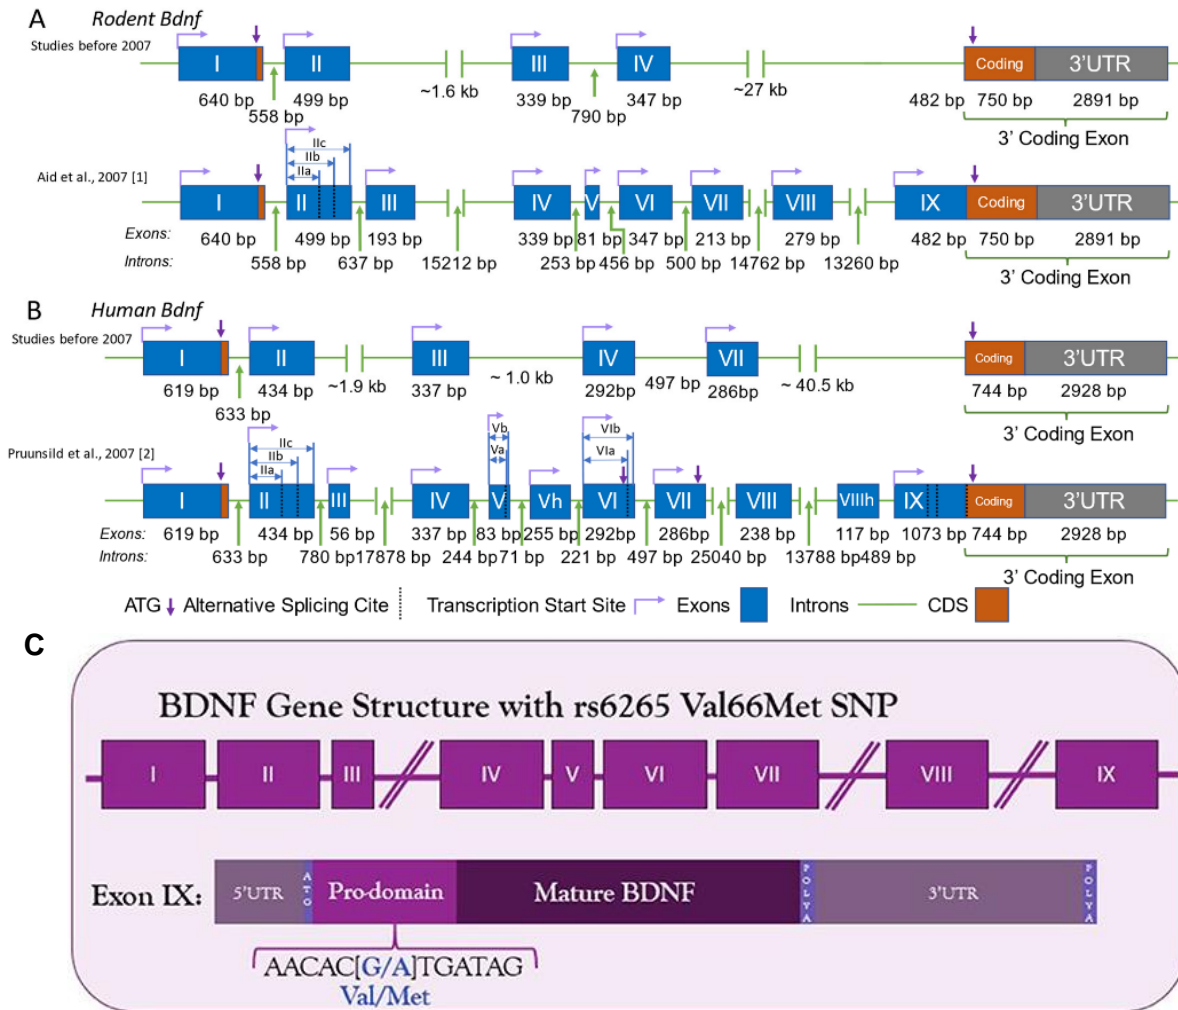 A
Rodent Bdnf
Studies before 2007
I II III IV Coding 3'UTR
640 bp 499 bp ~1.6 kb 339 bp 347 bp ~27 kb 482 bp 750 bp 2891 bp
558 bp 790 bp
3' Coding Exon
Aid et al., 2007 [1]
IIc
IIb
IIa
I II III IV V VI VII VIII IX Coding 3'UTR
Exons: 640 bp 499 bp 193 bp 339 bp 81 bp 347 bp 213 bp 279 bp 482 bp 750 bp 2891 bp
Introns: 558 bp 637 bp 15212 bp 253 bp 456 bp 500 bp 14762 bp 13260 bp
3' Coding Exon
B
Human Bdnf
Studies before 2007
I II III IV VII Coding 3'UTR
619 bp 434 bp ~1.9 kb 337 bp ~ 1.0 kb 292bp 497 bp 286bp ~ 40.5 kb 744 bp 2928 bp
633 bp
3' Coding Exon
Pruunsild et al., 2007 [2]
IIc Vb VIb
IIb Va VIa
IIa
I II III IV V Vh VI VII VIII VIIIh IX Coding 3'UTR
Exons: 619 bp 434 bp 56 bp 337 bp 83 bp 255 bp 292bp 286bp 238 bp 117 bp 1073 bp 744 bp 2928 bp
Introns: 633 bp 780 bp 17878 bp 244 bp 71 bp 221 bp 497 bp 25040 bp 13788 bp 489 bp
3' Coding Exon
ATG Alternative Splicing Cite Transcription Start Site Exons Introns CDS
C
BDNF Gene Structure with rs6265 Val66Met SNP
I II III IV V VI VII VIII IX
Exon IX: 5'UTR ATG Pro-domain Mature BDNF POLYA 3'UTR POLYA
AACAC[G/A]TGATAG
Val/Met